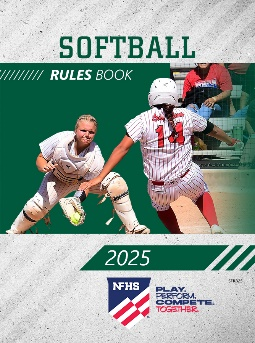 SOFTBALL
RULES BOOK
14
2025
NFHS
PLAY.
PERFORM.
COMPETE.
TOGETHER.